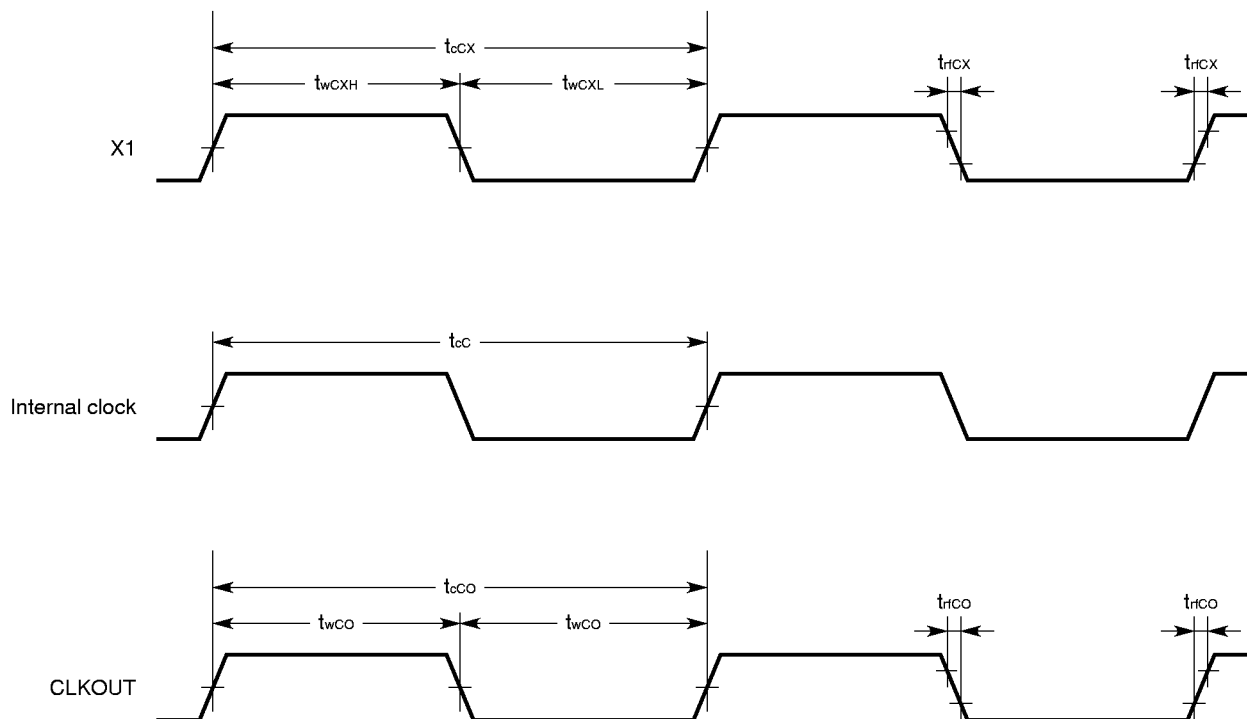 tcCX
twCXH
twCXL
trfCX
trfCX
X1
tcC
Internal clock
tcCO
twCO
twCO
trfCO
trfCO
CLKOUT